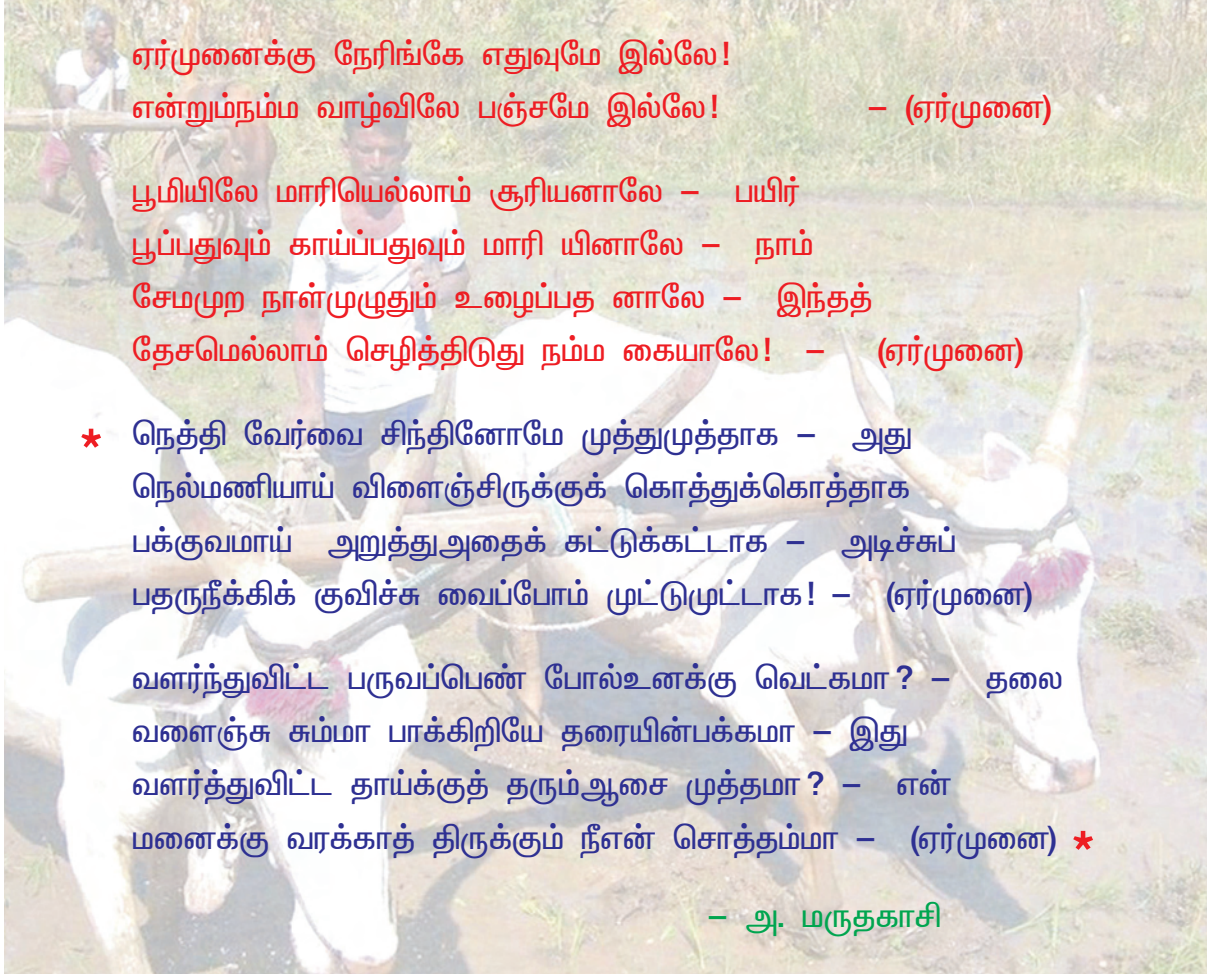 ஏர்முனைக்கு நேரிங்கே எதுவுமே இல்லே!
என்றும்நம்ம வாழ்விலே பஞ்சமே இல்லே! – (ஏர்முனை)
பூமியிலே மாரியெல்லாம் சூரியனாலே – பயிர்
பூப்பதுவும் காய்ப்பதுவும் மாரி யினாலே – நாம்
சேமமுற நாள்முழுதும் உழைப்பத னாலே – இந்தத்
தேசமெல்லாம் செழித்திடுது நம்ம கையாலே! – (ஏர்முனை)
* நெத்தி வேர்வை சிந்தினோமே முத்துமுத்தாக – அது
நெல்மணியாய் விளைஞ்சிருக்குக் கொத்துக்கொத்தாக
பக்குவமாய் அறுத்துஅதைக் கட்டுக்கட்டாக – அடிச்சுப்
பதருநீக்கிக் குவிச்சு வைப்போம் முட்டுமுட்டாக! – (ஏர்முனை)
வளர்ந்துவிட்ட பருவப்பெண் போல்உனக்கு வெட்கமா? – தலை
வளைஞ்சு சும்மா பாக்கிறியே தரையின்பக்கமா – இது
வளர்த்துவிட்ட தாய்க்குத் தரும்ஆசை முத்தமா? – என்
மனைக்கு வரக்காத் திருக்கும் நீஎன் சொத்தம்மா – (ஏர்முனை) *
– அ. மருதகாசி